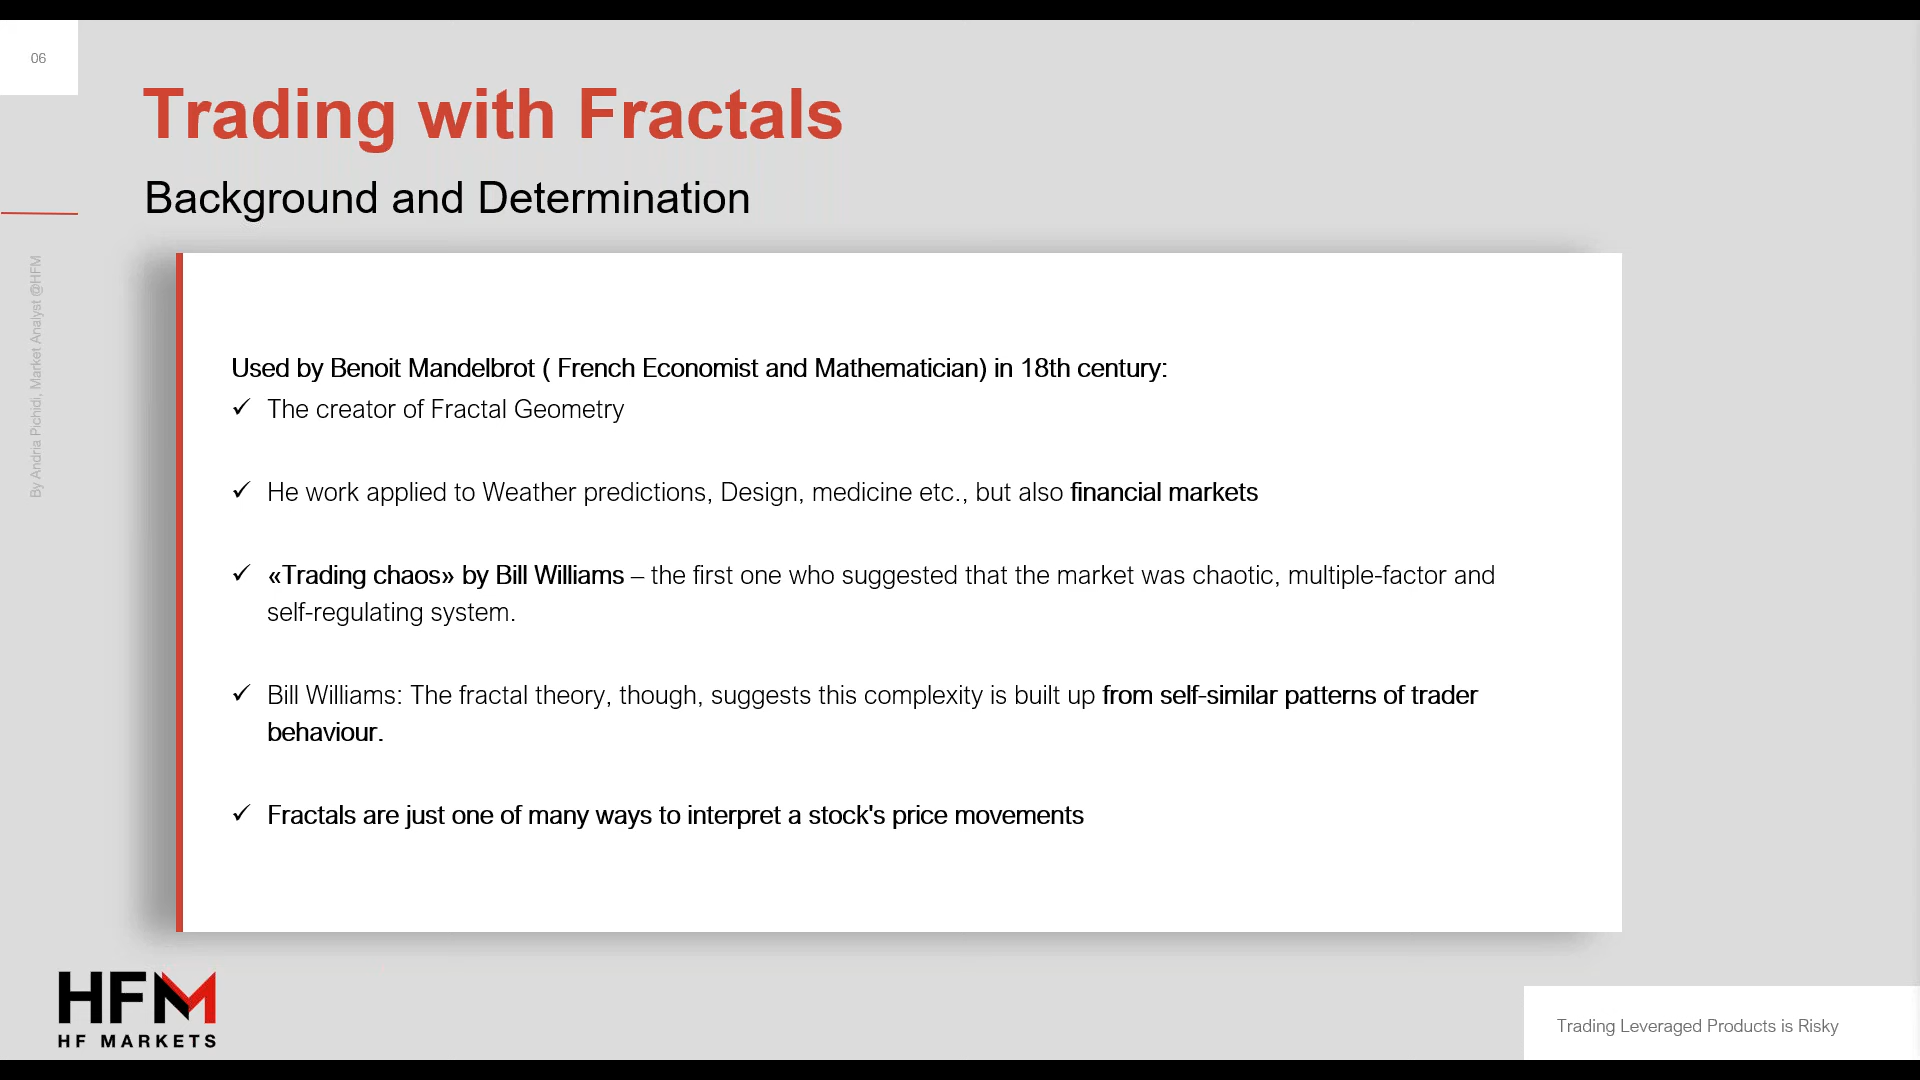 06
Trading with Fractals
Background and Determination
By Andria Pichidi, Market Analyst @HFM
Used by Benoit Mandelbrot ( French Economist and Mathematician) in 18th century:
✓ The creator of Fractal Geometry
✓ He work applied to Weather predictions, Design, medicine etc., but also financial markets
✓ «Trading chaos» by Bill Williams – the first one who suggested that the market was chaotic, multiple-factor and
self-regulating system.
✓ Bill Williams: The fractal theory, though, suggests this complexity is built up from self-similar patterns of trader
behaviour.
✓ Fractals are just one of many ways to interpret a stock's price movements
HFM
HF MARKETS
Trading Leveraged Products is Risky